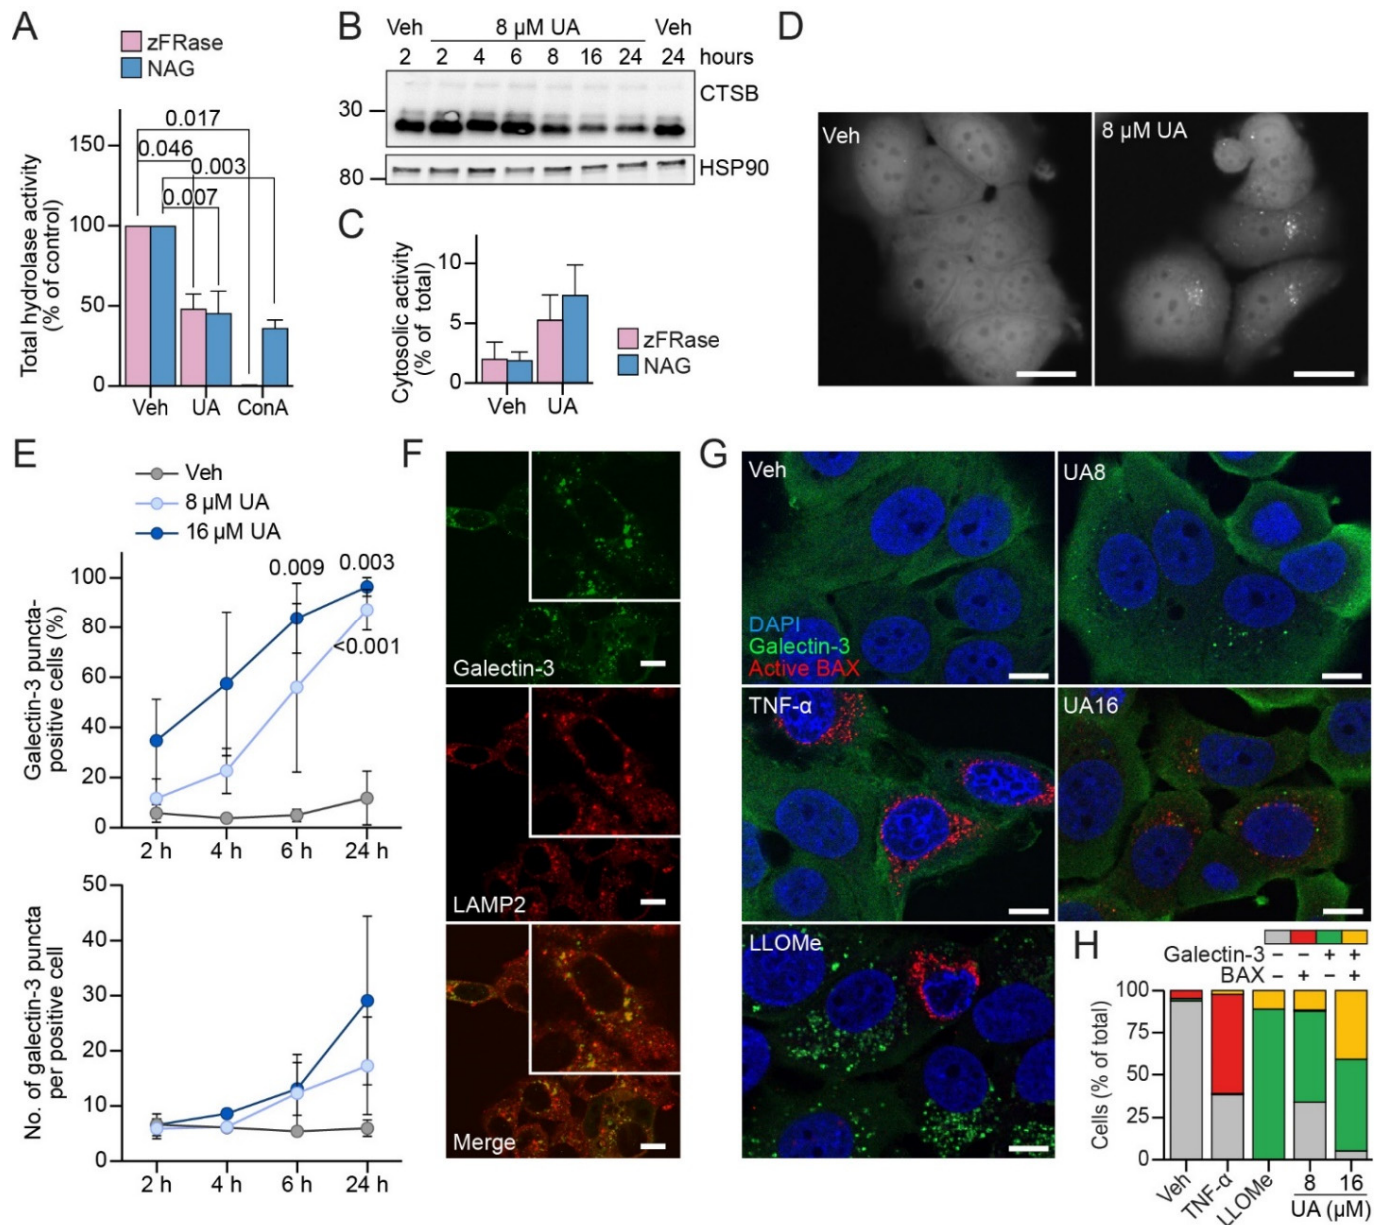 A
zFRase
NAG
Total hydrolase activity
(% of control)
150
100
50
0
0.017
0.046
0.003
0.007
Veh UA ConA
B
Veh 8 µM UA Veh
2 2 4 6 8 16 24 24 hours
30
CTSB
80
HSP90
C
Cytosolic activity
(% of total)
10
5
0
Veh UA
zFRase
NAG
D
Veh
8 µM UA
E
Veh
8 µM UA
16 µM UA
Galectin-3 puncta-
positive cells (%)
100
80
60
40
20
0
0.009
0.003
<0.001
2 h 4 h 6 h 24 h
No. of galectin-3 puncta
per positive cell
50
40
30
20
10
0
2 h 4 h 6 h 24 h
F
Galectin-3
LAMP2
Merge
G
Veh
DAPI
Galectin-3
Active BAX
UA8
TNF-α
UA16
LLOMe
H
Galectin-3 – – + +
BAX – + – +
Cells (% of total)
100
75
50
25
0
Veh
TNF-α
LLOMe
8 16
UA (µM)